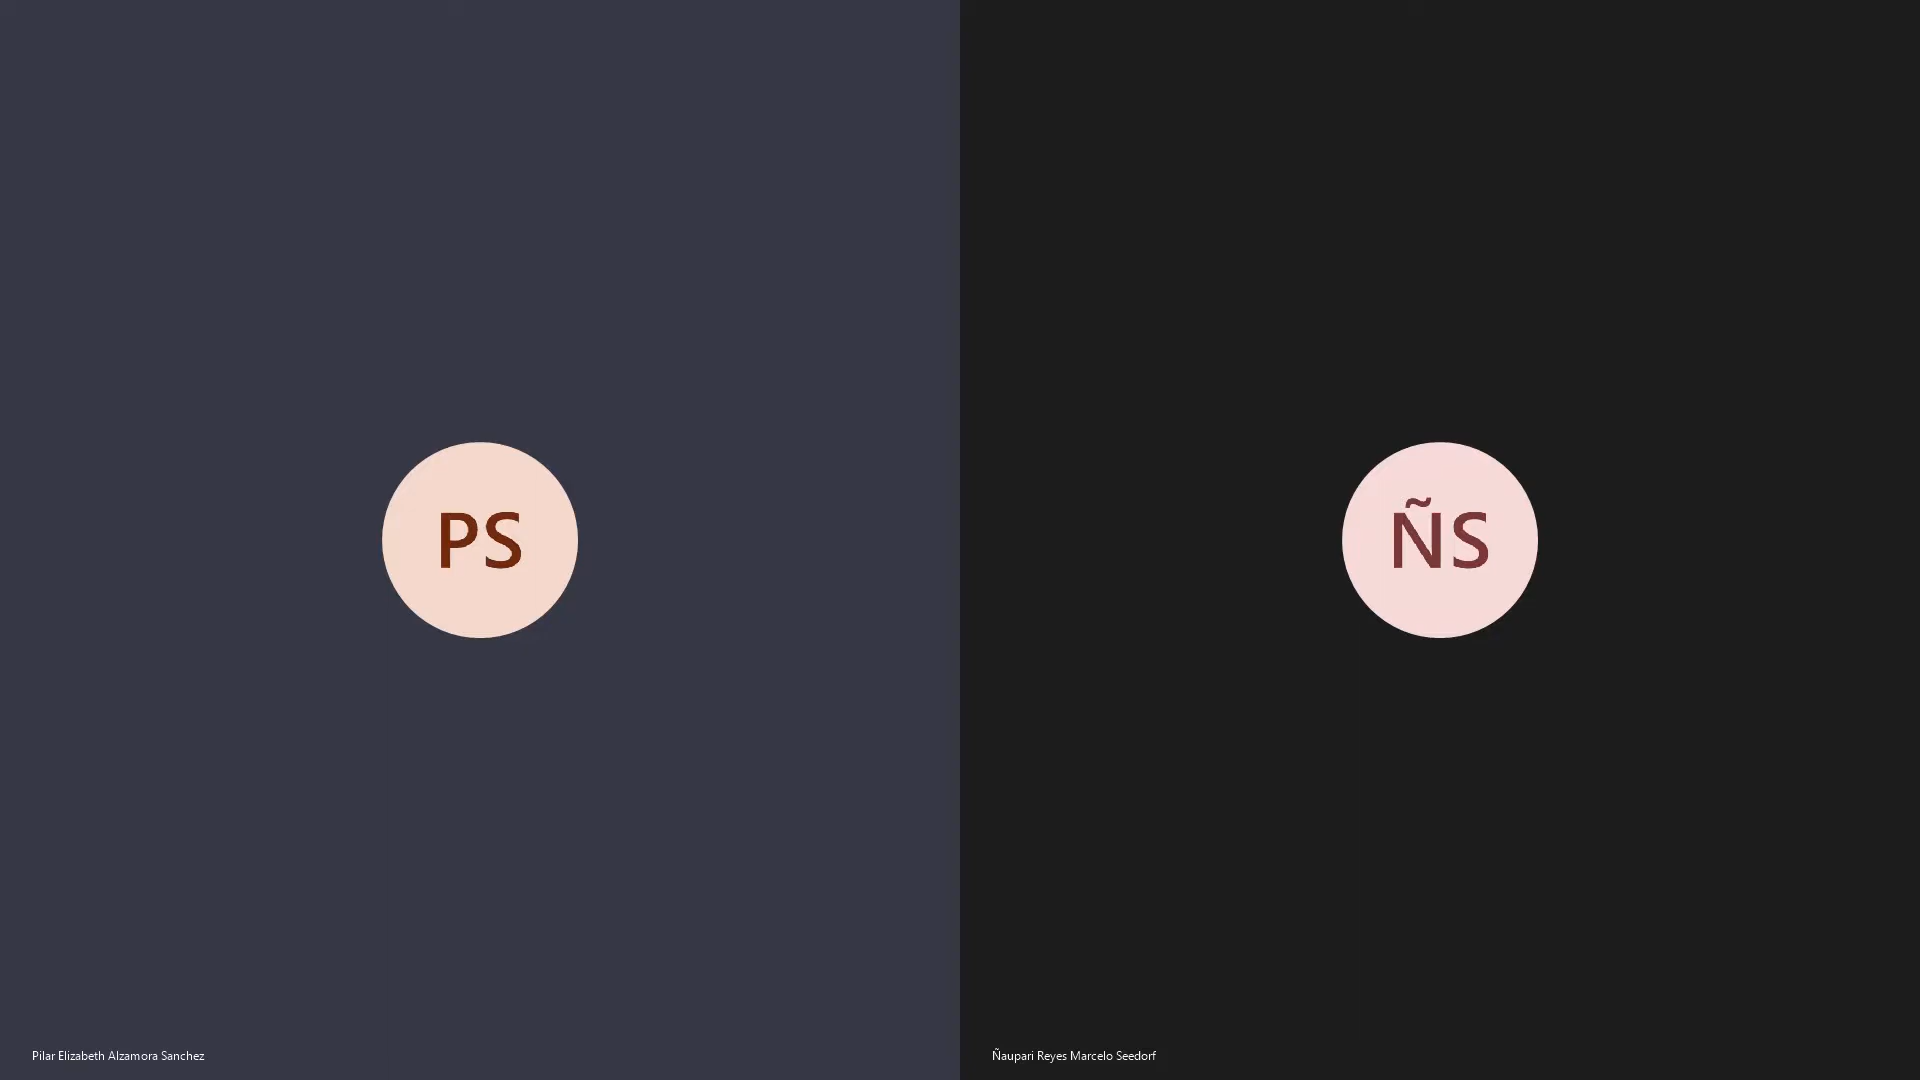 PS
ÑS
Pilar Elizabeth Alzamora Sanchez
Ñaupari Reyes Marcelo Seedorf